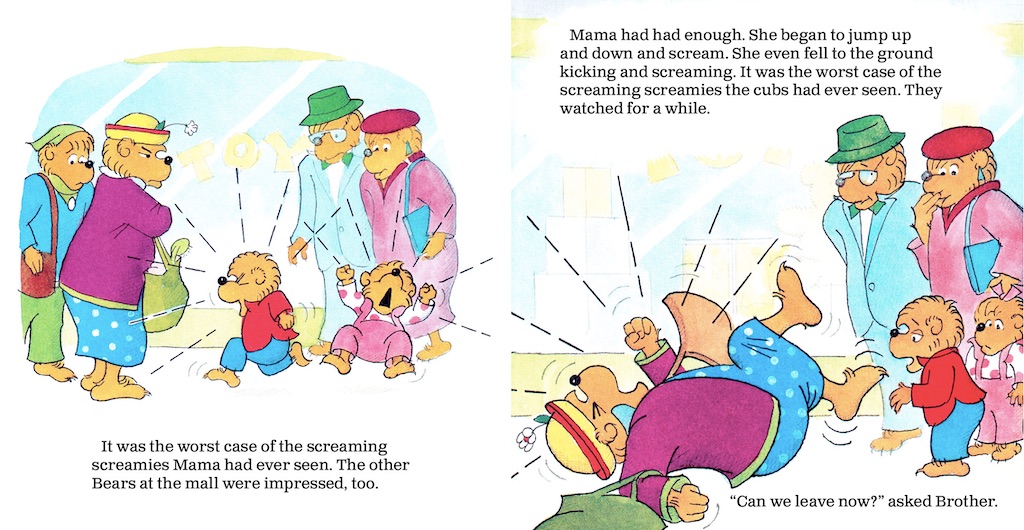 TOY
It was the worst case of the screaming
screamies Mama had ever seen. The other
Bears at the mall were impressed, too.
Mama had had enough. She began to jump up
and down and scream. She even fell to the ground
kicking and screaming. It was the worst case of the
screaming screamies the cubs had ever seen. They
watched for a while.
“Can we leave now?” asked Brother.